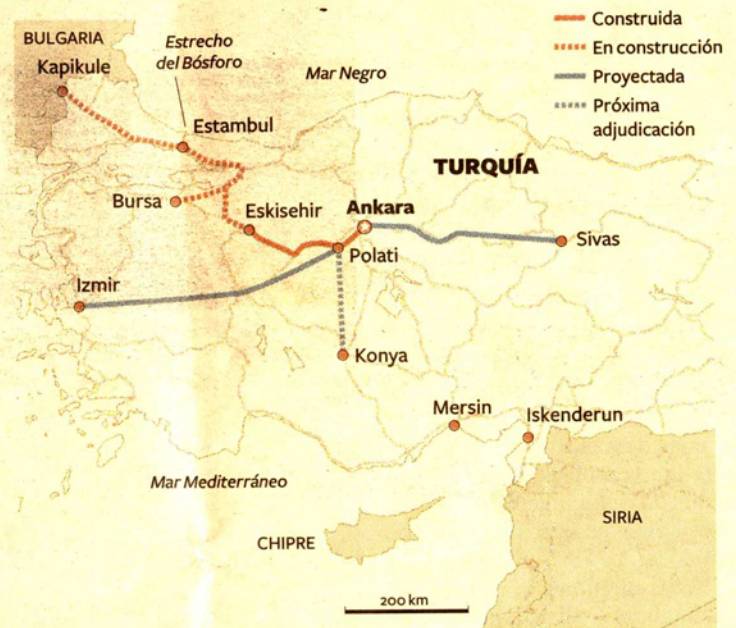 BULGARIA
Kapikule
Estrecho
del Bósforo
Mar Negro
Construida
En construcción
Proyectada
Próxima
adjudicación
Estambul
TURQUÍA
Bursa
Eskisehir
Ankara
Polati
Sivas
Izmir
Konya
Mersin
Iskenderun
Mar Mediterráneo
CHIPRE
SIRIA
200 km